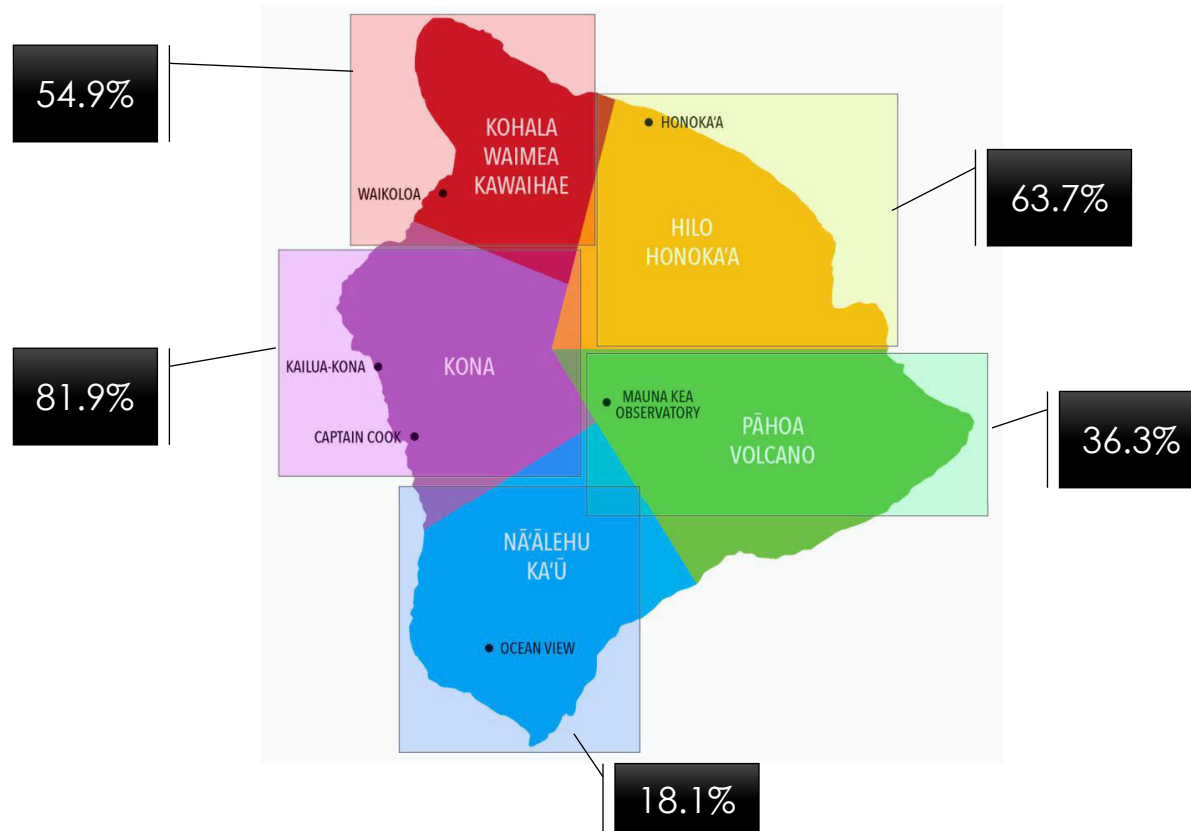 54.9%
KOHALA
WAIMEA
KAWAIHAE
WAIKOLOA
HONOKA'A
63.7%
HILO
HONOKA'A
81.9%
KAILUA-KONA
KONA
CAPTAIN COOK
MAUNA KEA
OBSERVATORY
PĀHOA
VOLCANO
36.3%
NĀ'ĀLEHU
KA'Ū
OCEAN VIEW
18.1%